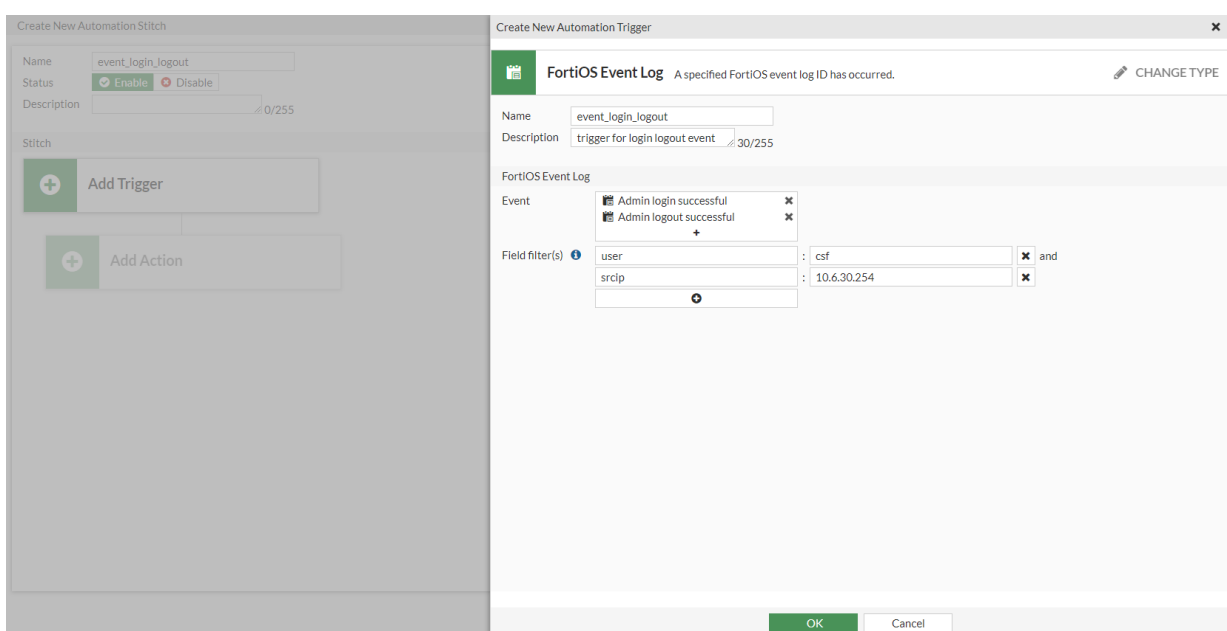 Create New Automation Stitch
Name event_login_logout
Status Enable Disable
Description 0/255
Stitch
Add Trigger
Add Action
Create New Automation Trigger
FortiOS Event Log A specified FortiOS event log ID has occurred. CHANGE TYPE
Name event_login_logout
Description trigger for login logout event 30/255
FortiOS Event Log
Event Admin login successful
Admin logout successful
Field filter(s) user : csf and
srcip : 10.6.30.254
OK Cancel